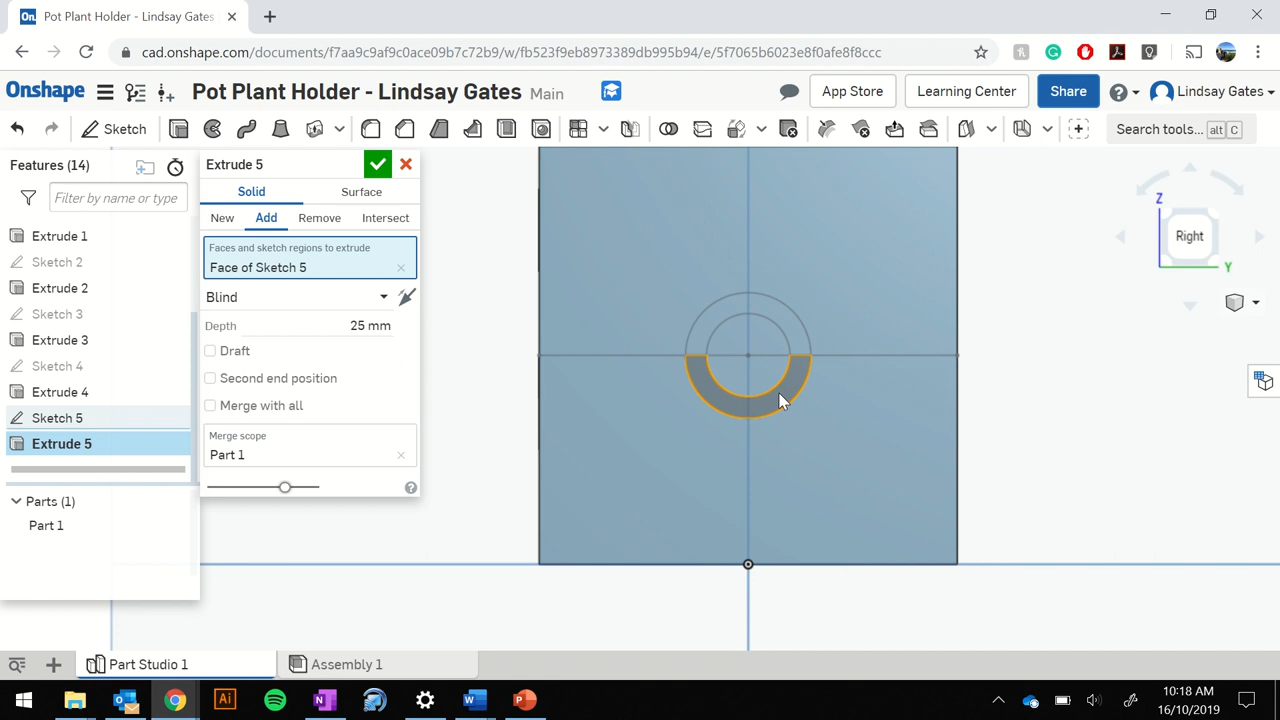 On. Pot Plant Holder - Lindsay Gates
cad.onshape.com/documents/f7aa9c9af9c0ace09b7c72b9/w/fb523f9eb8973389db995b94/e/5f7065b6023e8f0afe8f8ccc
Onshape Pot Plant Holder - Lindsay Gates Main App Store Learning Center Share Lindsay Gates
Sketch Search tools... alt C
Features (14)
Filter by name or type
Extrude 1
Sketch 2
Extrude 2
Sketch 3
Extrude 3
Sketch 4
Extrude 4
Sketch 5
Extrude 5
Parts (1)
Part 1
Extrude 5
Solid Surface
New Add Remove Intersect
Faces and sketch regions to extrude
Face of Sketch 5
Blind
Depth 25 mm
Draft
Second end position
Merge with all
Merge scope
Part 1
Z
Right
Y
Part Studio 1 Assembly 1
Ai
10:18 AM
16/10/2019